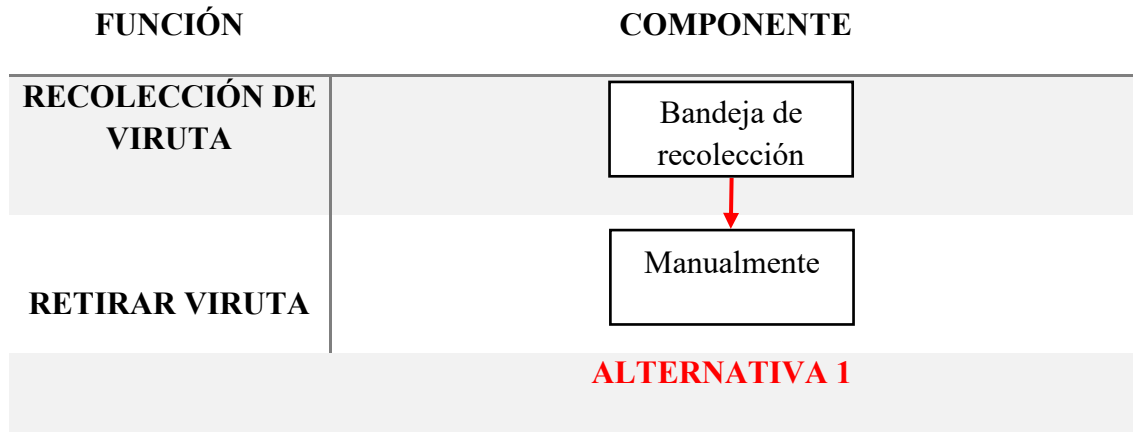 FUNCIÓN COMPONENTE
RECOLECCIÓN DE
VIRUTA
Bandeja de
recolección
RETIRAR VIRUTA
Manualmente
ALTERNATIVA 1